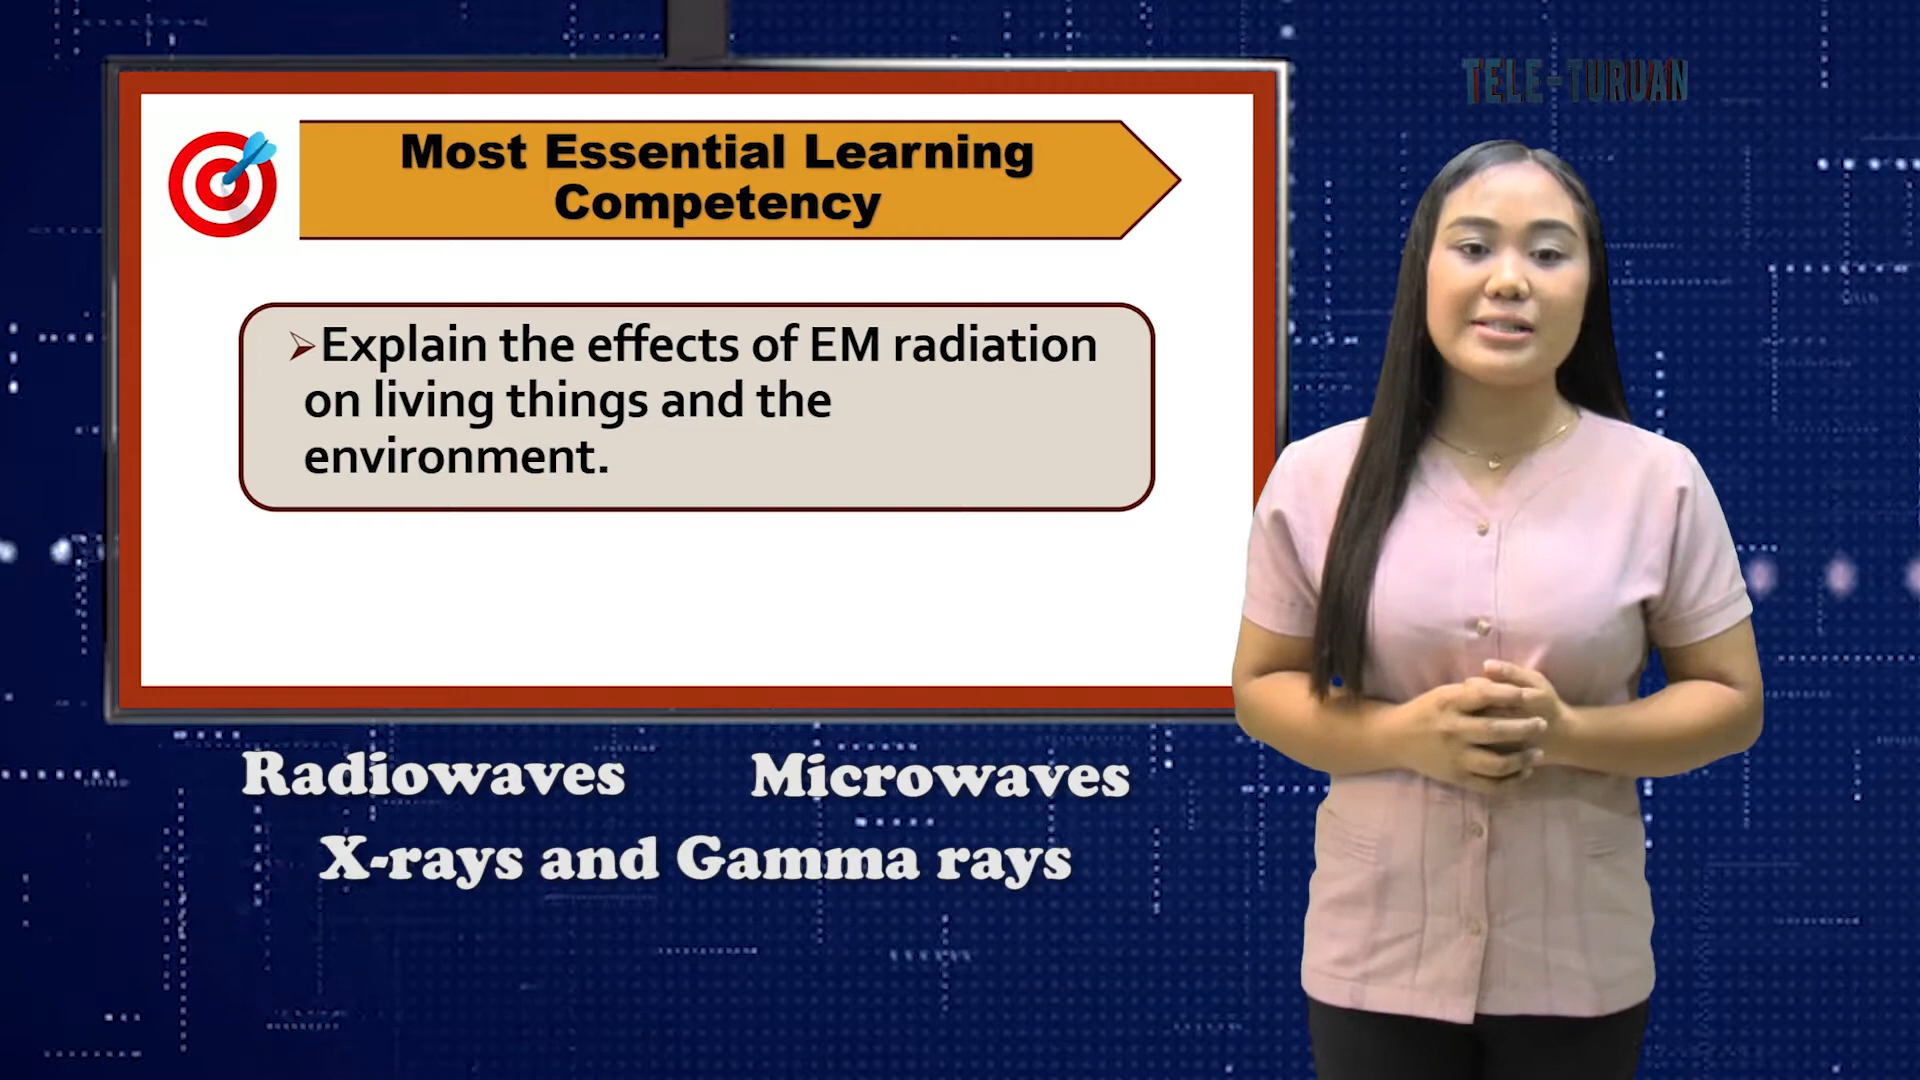 TELE-TURUAN
Most Essential Learning
Competency
Explain the effects of EM radiation
on living things and the
environment.
Radiowaves Microwaves
X-rays and Gamma rays